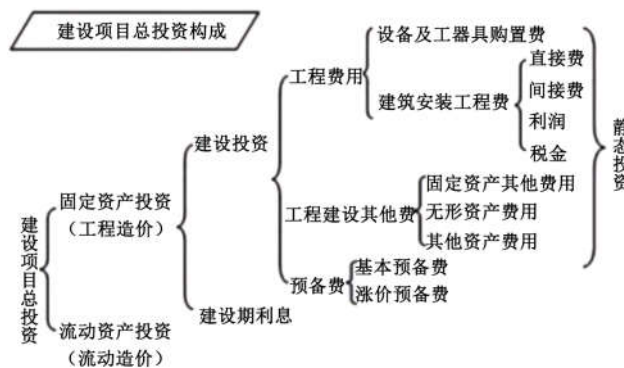 建设项目总投资构成
设备及工器具购置费
工程费用
直接费
建筑安装工程费
间接费
利润
税金
静态投资
建设投资
固定资产投资
（工程造价）
固定资产其他费用
工程建设其他费
无形资产费用
其他资产费用
建设项目总投资
预备费
基本预备费
涨价预备费
建设期利息
流动资产投资
（流动造价）